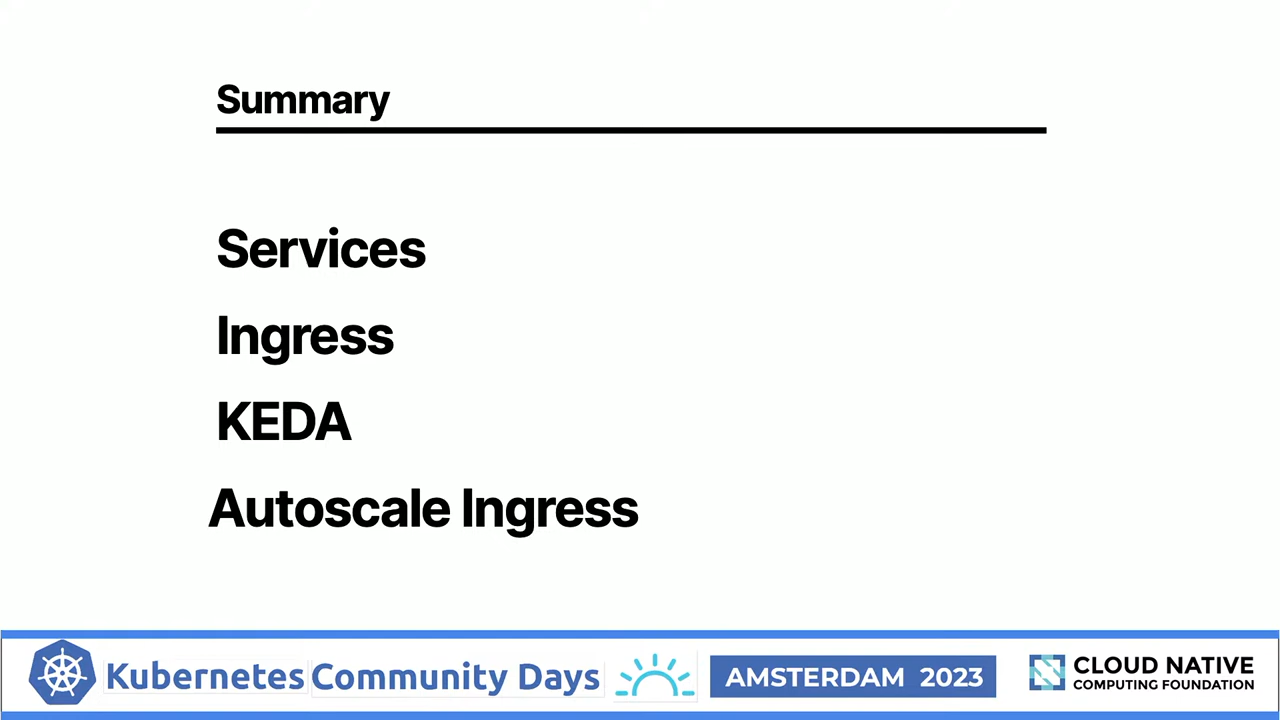 Summary
Services
Ingress
KEDA
Autoscale Ingress
Kubernetes Community Days AMSTERDAM 2023 CLOUD NATIVE
COMPUTING FOUNDATION